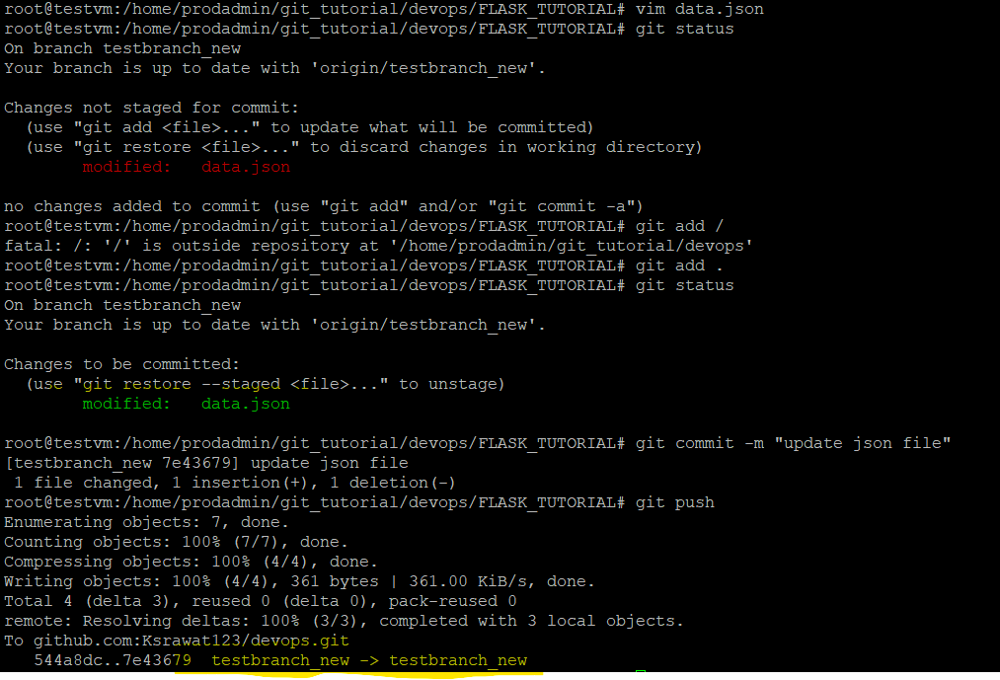 root@testvm:/home/prodadmin/git_tutorial/devops/FLASK_TUTORIAL# vim data.json
root@testvm:/home/prodadmin/git_tutorial/devops/FLASK_TUTORIAL# git status
On branch testbranch_new
Your branch is up to date with 'origin/testbranch_new'.
Changes not staged for commit:
  (use "git add <file>..." to update what will be committed)
  (use "git restore <file>..." to discard changes in working directory)
        modified:   data.json
no changes added to commit (use "git add" and/or "git commit -a")
root@testvm:/home/prodadmin/git_tutorial/devops/FLASK_TUTORIAL# git add /
fatal: /: '/' is outside repository at '/home/prodadmin/git_tutorial/devops'
root@testvm:/home/prodadmin/git_tutorial/devops/FLASK_TUTORIAL# git add .
root@testvm:/home/prodadmin/git_tutorial/devops/FLASK_TUTORIAL# git status
On branch testbranch_new
Your branch is up to date with 'origin/testbranch_new'.
Changes to be committed:
  (use "git restore --staged <file>..." to unstage)
        modified:   data.json
root@testvm:/home/prodadmin/git_tutorial/devops/FLASK_TUTORIAL# git commit -m "update json file"
[testbranch_new 7e43679] update json file
 1 file changed, 1 insertion(+), 1 deletion(-)
root@testvm:/home/prodadmin/git_tutorial/devops/FLASK_TUTORIAL# git push
Enumerating objects: 7, done.
Counting objects: 100% (7/7), done.
Compressing objects: 100% (4/4), done.
Writing objects: 100% (4/4), 361 bytes | 361.00 KiB/s, done.
Total 4 (delta 3), reused 0 (delta 0), pack-reused 0
remote: Resolving deltas: 100% (3/3), completed with 3 local objects.
To github.com:Ksrawat123/devops.git
   544a8dc..7e43679  testbranch_new -> testbranch_new